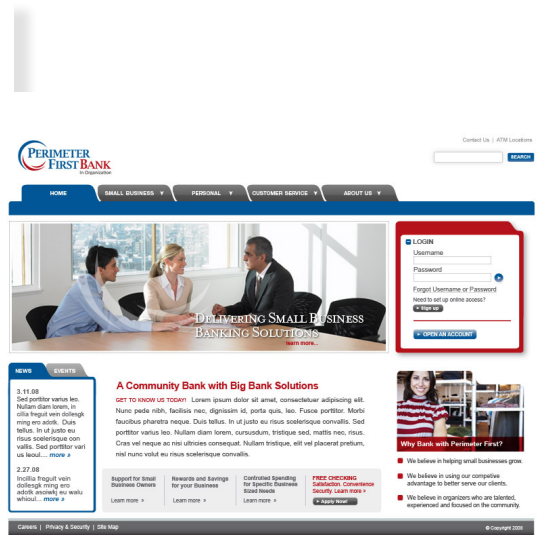 Contact Us | ATM Locations
PERIMETER
FIRST BANK
In Organization
SEARCH
HOME
SMALL BUSINESS ▼
PERSONAL ▼
CUSTOMER SERVICE ▼
ABOUT US ▼
DELIVERING SMALL BUSINESS
BANKING SOLUTIONS
learn more...
LOGIN
Username
Password
Forgot Username or Password
Need to set up online access?
Sign up
OPEN AN ACCOUNT
NEWS
EVENTS
3.11.08
Sed porttitor varius leo.
Nullam diam lorem, in
cilla freguit vein dollesgk
ming ero adotk. Duis
tellus. In ut justo eu
risus scelerisque con
vallis. Sed porttitor vari
us leoul.... more »
2.27.08
Incillia freguit vein
dollesgk ming ero
adotk asoiwkj eu walu
whioul... more »
A Community Bank with Big Bank Solutions
GET TO KNOW US TODAY! Lorem ipsum dolor sit amet, consectetuer adipiscing elit.
Nunc pede nibh, facilisis nec, dignissim id, porta quis, leo. Fusce porttitor. Morbi
faucibus pharetra neque. Duis tellus. In ut justo eu risus scelerisque convallis. Sed
porttitor varius leo. Nullam diam lorem, cursusdum, tristique sed, mattis nec, risus.
Cras vel neque ac nisi ultricies consequat. Nullam tristique, elit vel placerat pretium,
nisl nunc volut eu risus scelerisque convallis.
Support for Small
Business Owners
Learn more »
Rewards and Savings
for your Business
Learn more »
Controlled Spending
for Specific Business
Sized Needs
Learn more »
FREE CHECKING
Satisfaction. Convenience
Security. Learn more »
Apply Now!
Why Bank with Perimeter First?
We believe in helping small businesses grow.
We believe in using our competive
advantage to better serve our clients.
We believe in organizers who are talented,
experienced and focused on the community.
Careers | Privacy & Security | Site Map
© Copyright 2008